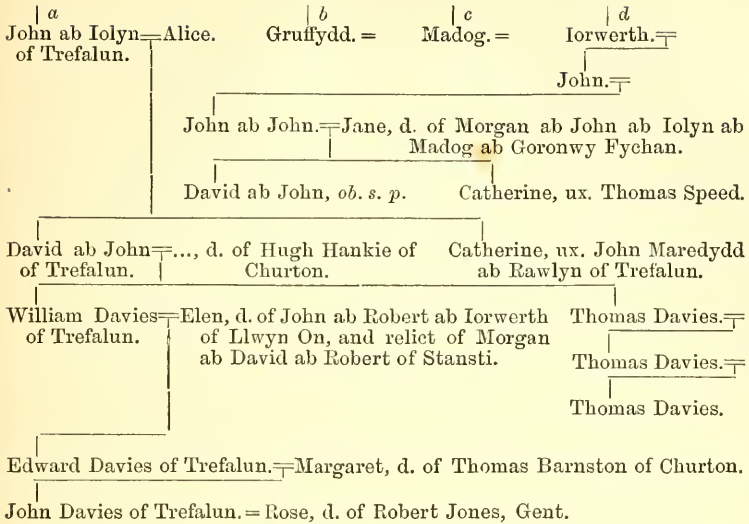 a b c d
John ab Iolyn=Alice. Gruffydd. = Madog. = Iorwerth.=
of Trefalun.
John.=
John ab John.=Jane, d. of Morgan ab John ab Iolyn ab
Madog ab Goronwy Fychan.
David ab John, ob. s. p. Catherine, ux. Thomas Speed.
David ab John=..., d. of Hugh Hankie of Catherine, ux. John Maredydd
of Trefalun. Churton. ab Rawlyn of Trefalun.
William Davies=Elen, d. of John ab Robert ab Iorwerth Thomas Davies.=
of Trefalun. of Llwyn On, and relict of Morgan
ab David ab Robert of Stansti. Thomas Davies.=
Thomas Davies.
Edward Davies of Trefalun.=Margaret, d. of Thomas Barnston of Churton.
John Davies of Trefalun. = Rose, d. of Robert Jones, Gent.